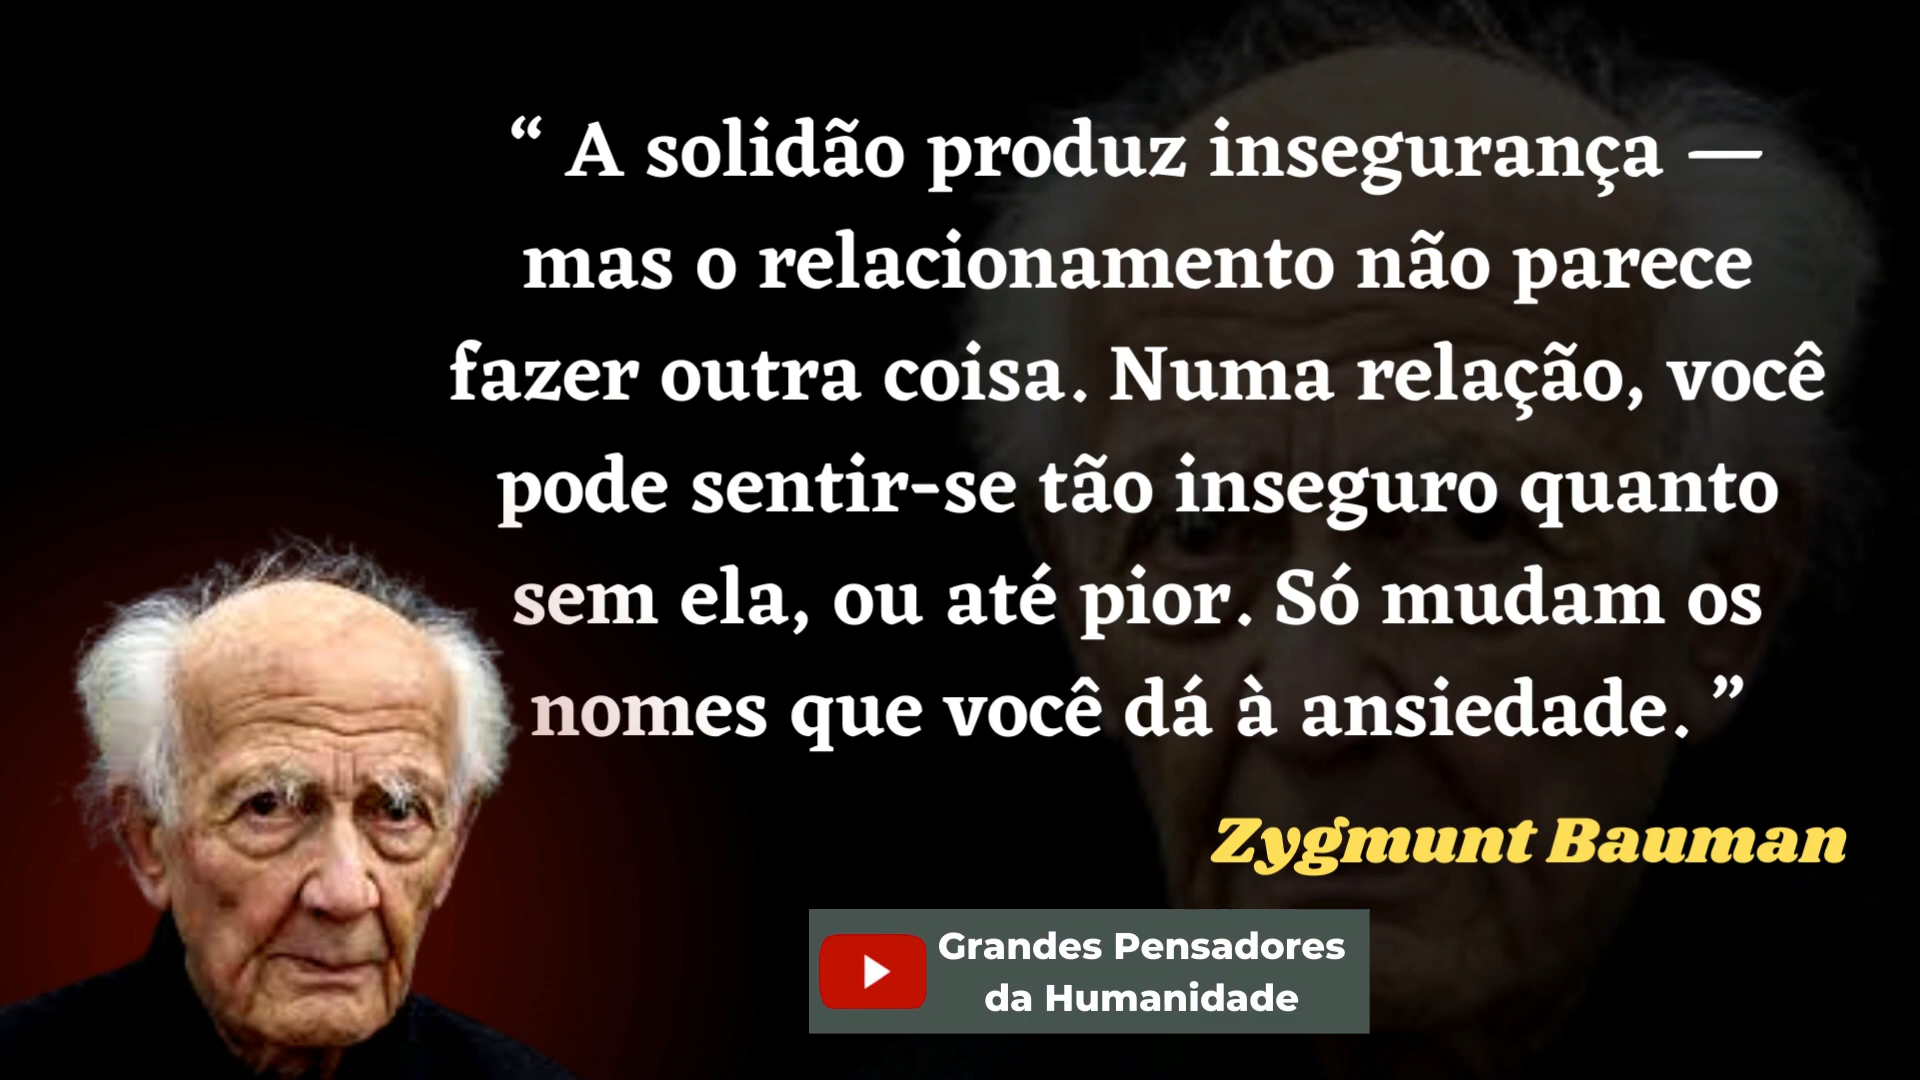 “ A solidão produz insegurança —
mas o relacionamento não parece
fazer outra coisa. Numa relação, você
pode sentir-se tão inseguro quanto
sem ela, ou até pior. Só mudam os
nomes que você dá à ansiedade. ”
Zygmunt Bauman
Grandes Pensadores
da Humanidade